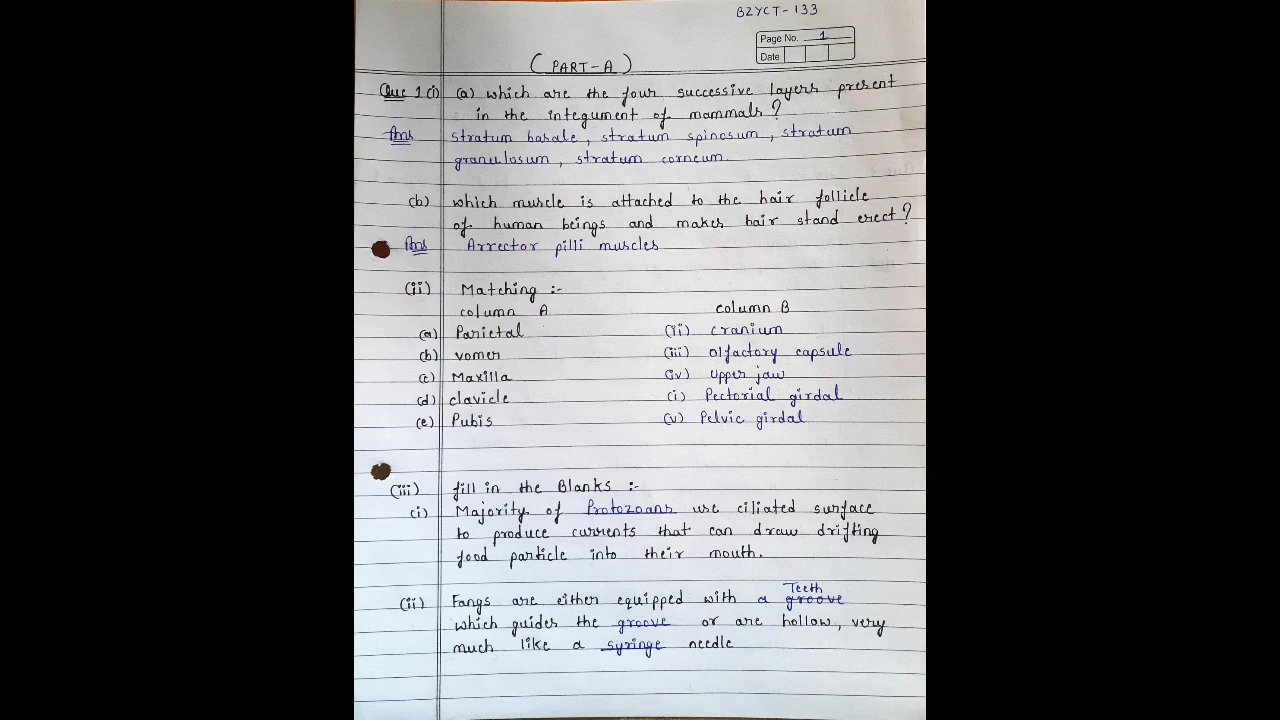 BZYCT-133
Page No. 1
Date
(PART-A)
Que 1(i) (a) which are the four successive layers present
in the integument of mammals?
Ans stratum basale, stratum spinosum, stratum
granulosum, stratum corneum.
(b) which muscle is attached to the hair follicle
of human beings and makes hair stand erect?
Ans Arrector pilli muscles
(ii) Matching :-
column A column B
(a) Parietal (ii) cranium
(b) vomer (iii) olfactory capsule
(c) Maxilla (iv) upper jaw
(d) clavicle (i) Pectorial girdal
(e) Pubis (v) Pelvic girdal
(iii) fill in the Blanks :-
(i) Majority of Protozoans use ciliated surface
to produce currents that can draw drifting
food particle into their mouth.
Teeth
(ii) Fangs are either equipped with a groove
which guides the groove or are hollow, very
much like a syringe needle